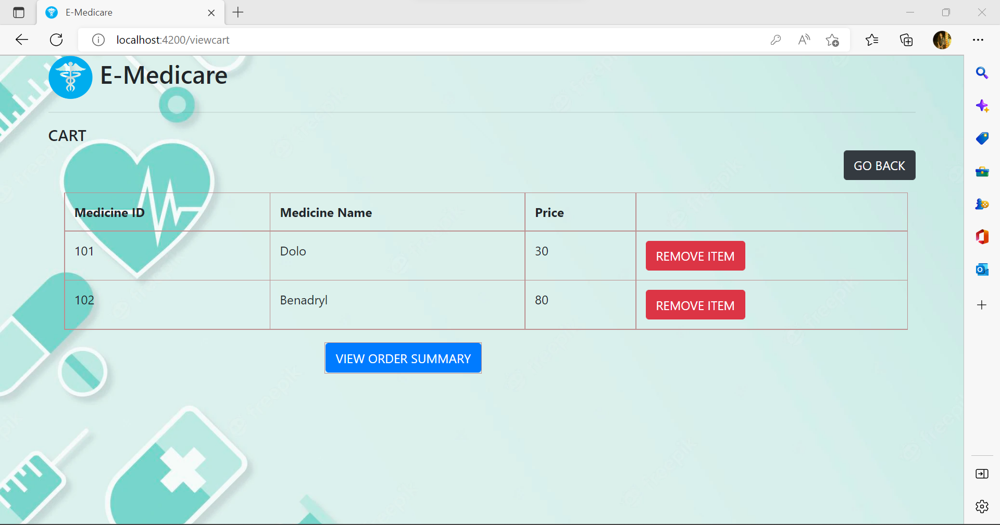 E-Medicare
localhost:4200/viewcart
E-Medicare
CART
GO BACK
Medicine ID Medicine Name Price
101 Dolo 30 REMOVE ITEM
102 Benadryl 80 REMOVE ITEM
VIEW ORDER SUMMARY